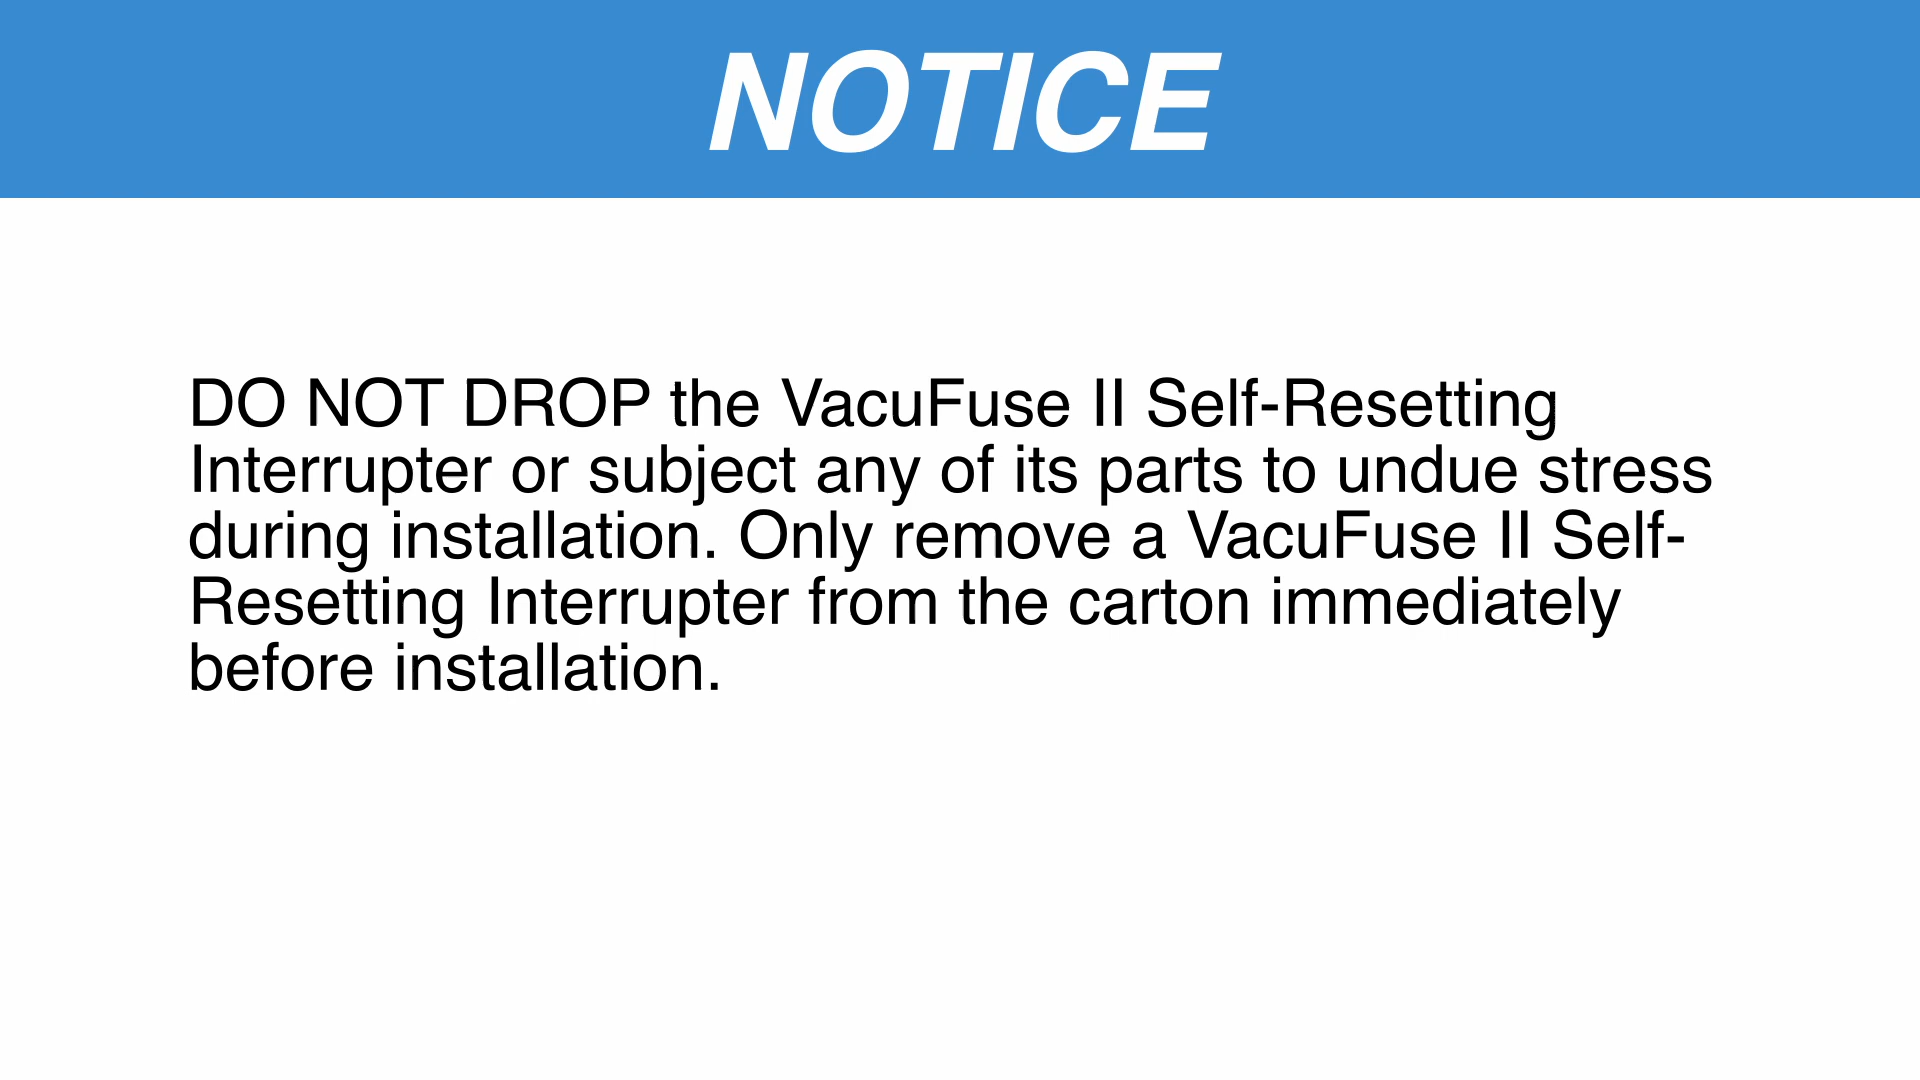 NOTICE
DO NOT DROP the VacuFuse II Self-Resetting
Interrupter or subject any of its parts to undue stress
during installation. Only remove a VacuFuse II Self-
Resetting Interrupter from the carton immediately
before installation.